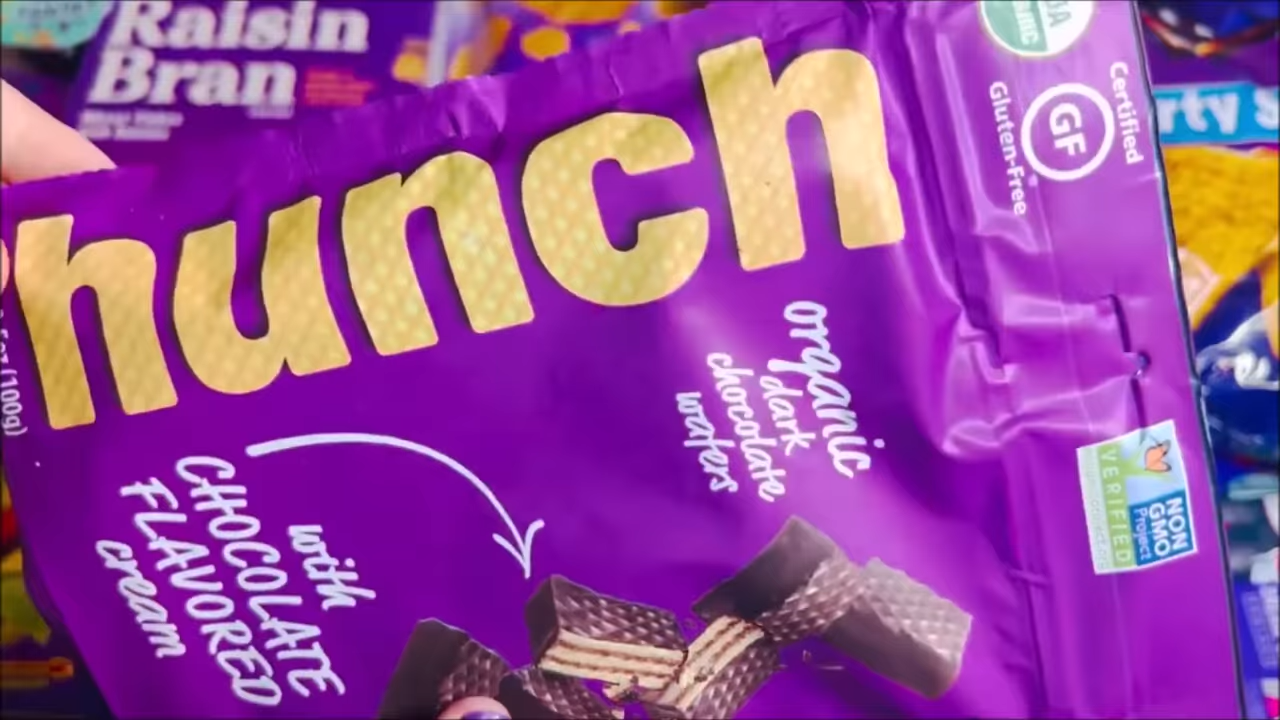 Raisin
Bran
hunch
Certified
GF
Gluten-Free
organic
dark
chocolate
wafers
with
CHOCOLATE
FLAVORED
cream
(100g)
NON
GMO
Project
VERIFIED
rty S